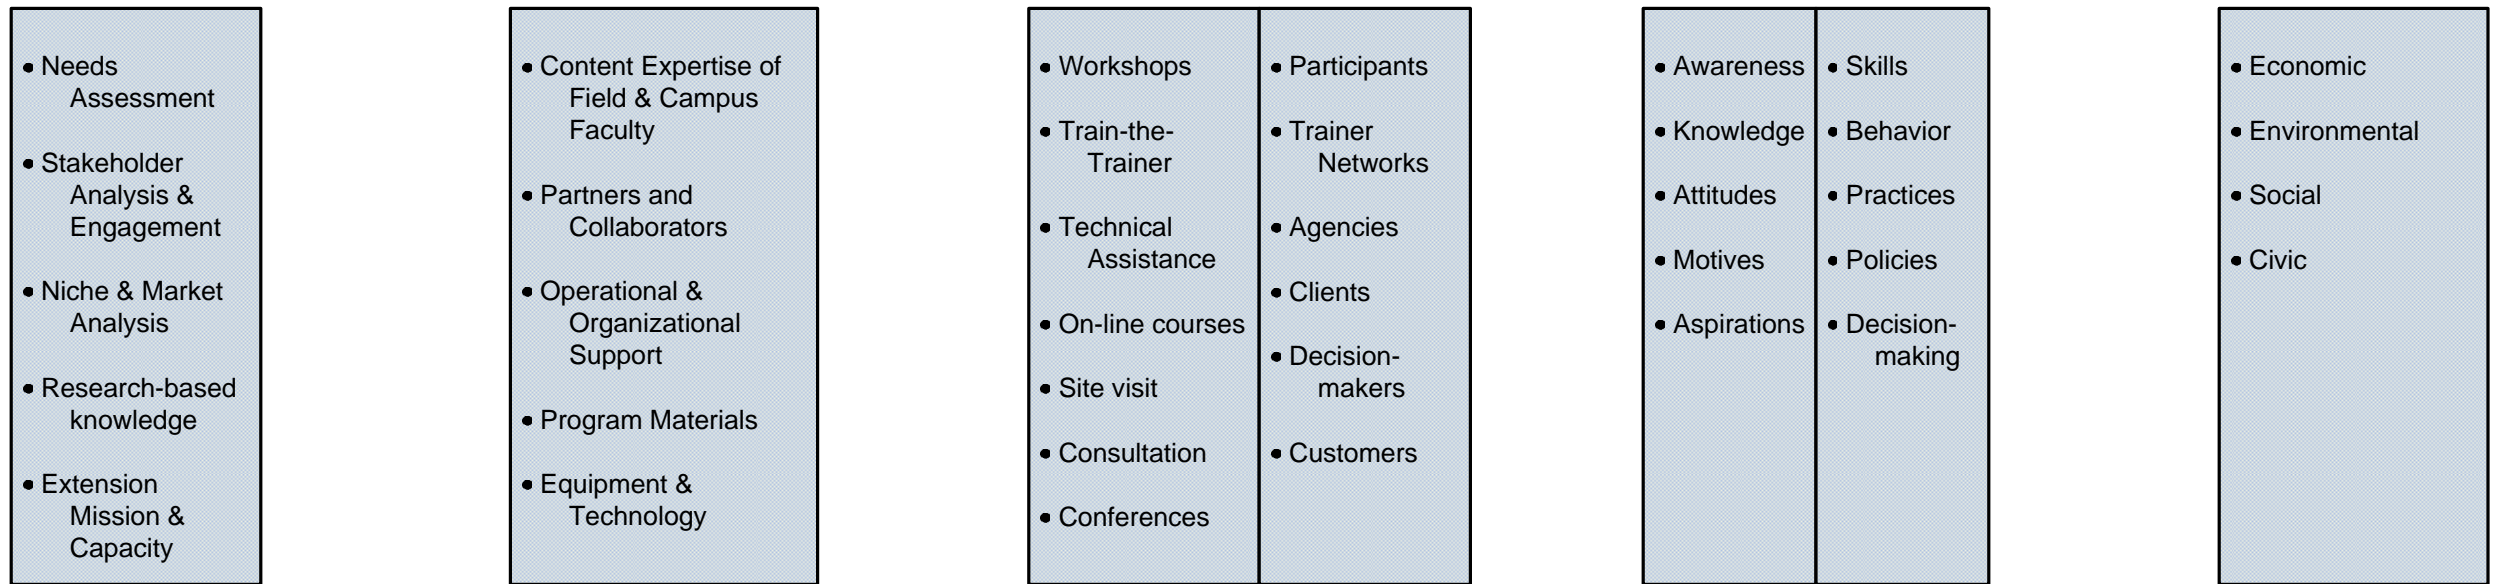 • Needs
Assessment
• Stakeholder
Analysis &
Engagement
• Niche & Market
Analysis
• Research-based
knowledge
• Extension
Mission &
Capacity
• Content Expertise of
Field & Campus
Faculty
• Partners and
Collaborators
• Operational &
Organizational
Support
• Program Materials
• Equipment &
Technology
• Workshops
• Train-the-
Trainer
• Technical
Assistance
• On-line courses
• Site visit
• Consultation
• Conferences
• Participants
• Trainer
Networks
• Agencies
• Clients
• Decision-
makers
• Customers
• Awareness
• Knowledge
• Attitudes
• Motives
• Aspirations
• Skills
• Behavior
• Practices
• Policies
• Decision-
making
• Economic
• Environmental
• Social
• Civic